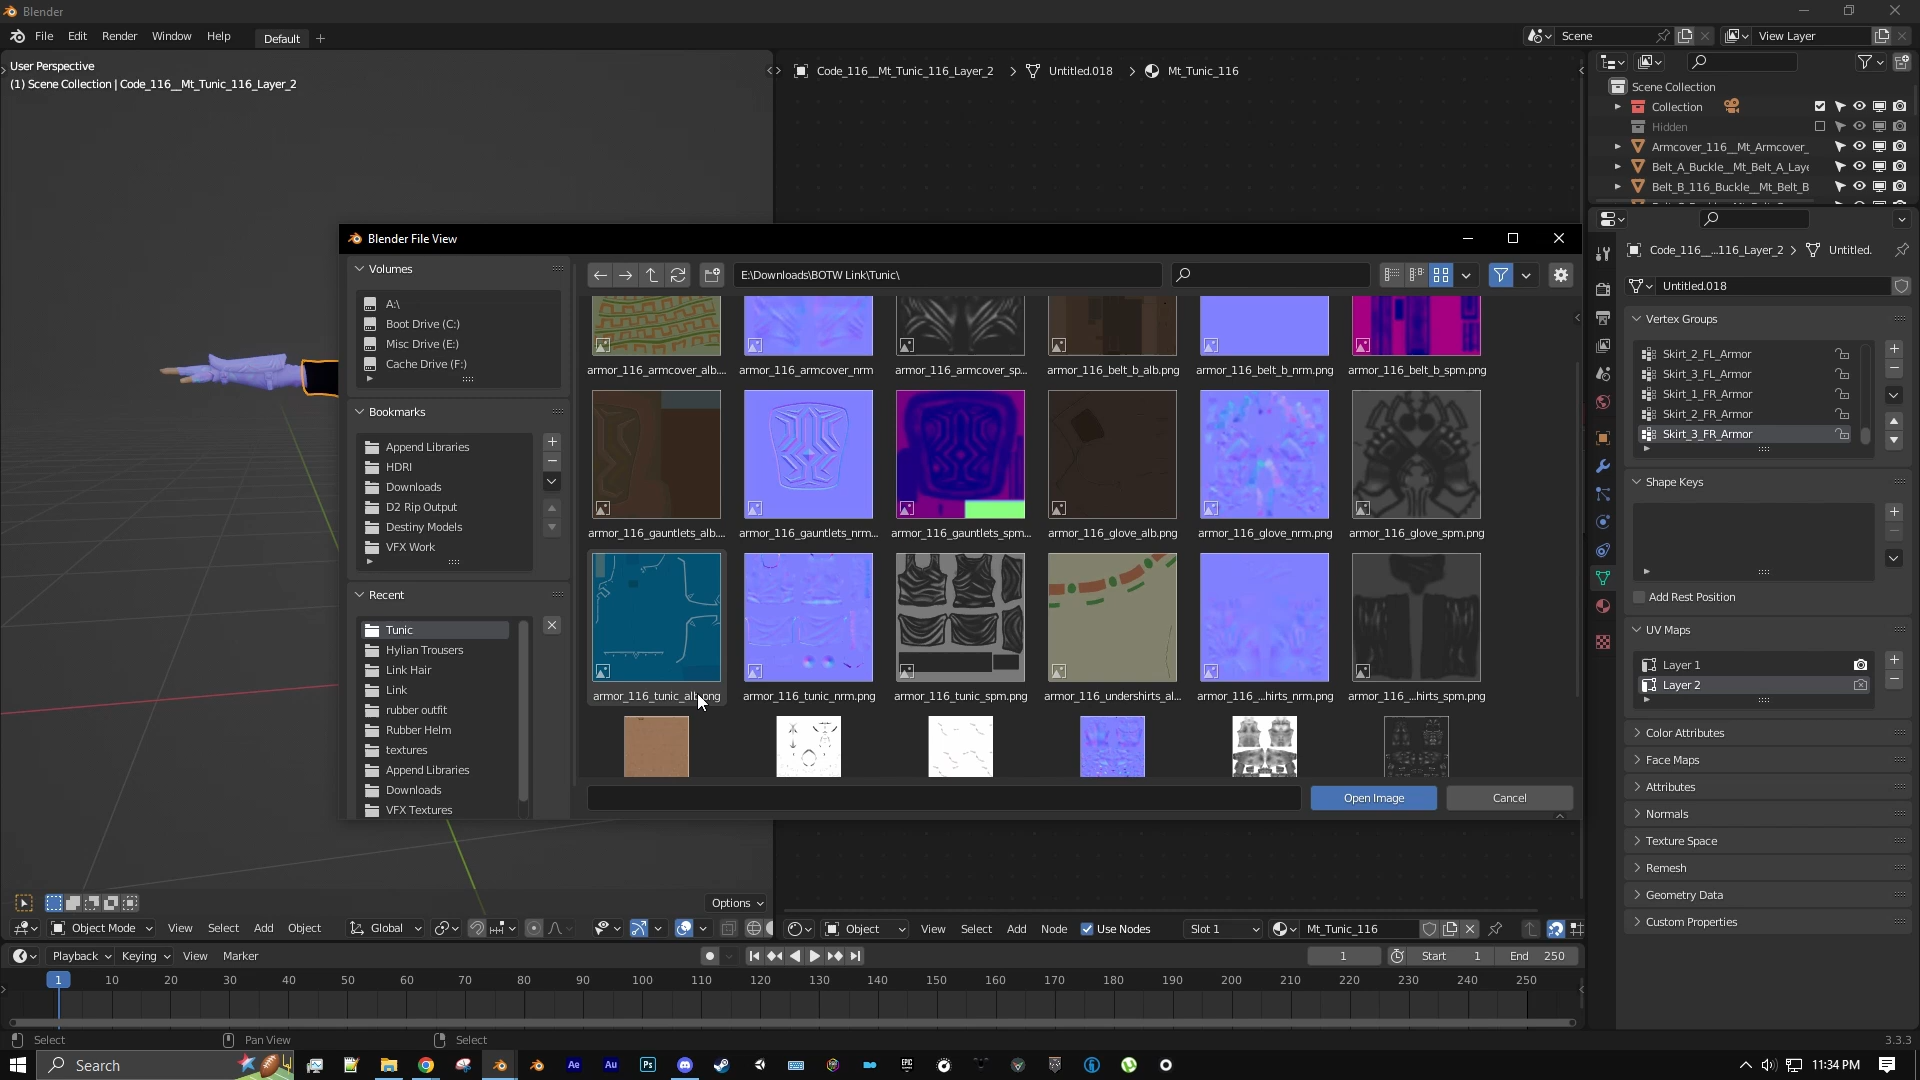 Blender
File Edit Render Window Help Default
Scene View Layer
User Perspective
(1) Scene Collection | Code_116__Mt_Tunic_116_Layer_2
Code_116__Mt_Tunic_116_Layer_2 Untitled.018 Mt_Tunic_116
Scene Collection
Collection
Hidden
Armcover_116__Mt_Armcover_
Belt_A_Buckle__Mt_Belt_A_Laye
Belt_B_116_Buckle__Mt_Belt_B
Blender File View
Volumes
A:\
Boot Drive (C:)
Misc Drive (E:)
Cache Drive (F:)
Bookmarks
Append Libraries
HDRI
Downloads
D2 Rip Output
Destiny Models
VFX Work
Recent
Tunic
Hylian Trousers
Link Hair
Link
rubber outfit
Rubber Helm
textures
Append Libraries
Downloads
VFX Textures
E:\Downloads\BOTW Link\Tunic\
armor_116_armcover_alb... armor_116_armcover_nrm armor_116_armcover_sp... armor_116_belt_b_alb.png armor_116_belt_b_nrm.png armor_116_belt_b_spm.png
armor_116_gauntlets_alb.... armor_116_gauntlets_nrm... armor_116_gauntlets_spm... armor_116_glove_alb.png armor_116_glove_nrm.png armor_116_glove_spm.png
armor_116_tunic_alb.png armor_116_tunic_nrm.png armor_116_tunic_spm.png armor_116_undershirts_al... armor_116_...hirts_nrm.png armor_116_...hirts_spm.png
Open Image Cancel
Code_116__...116_Layer_2 Untitled.
Untitled.018
Vertex Groups
Skirt_2_FL_Armor
Skirt_3_FL_Armor
Skirt_1_FR_Armor
Skirt_2_FR_Armor
Skirt_3_FR_Armor
Shape Keys
Add Rest Position
UV Maps
Layer 1
Layer 2
Color Attributes
Face Maps
Attributes
Normals
Texture Space
Remesh
Geometry Data
Custom Properties
Options
Object Mode View Select Add Object Global
Object View Select Add Node Use Nodes Slot 1 Mt_Tunic_116
Playback Keying View Marker 1 Start 1 End 250
1 10 20 30 40 50 60 70 80 90 100 110 120 130 140 150 160 170 180 190 200 210 220 230 240 250
Select Pan View Select 3.3.3
Search Ae Au Ps EPIC 11:34 PM